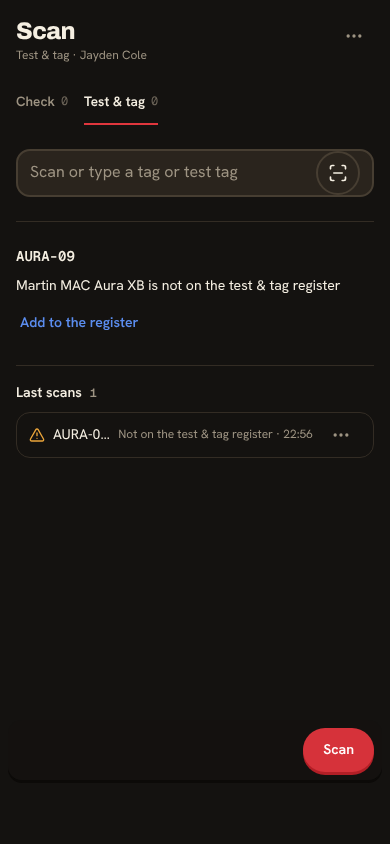 Scan
Test & tag · Jayden Cole
Check 0 Test & tag 0
Scan or type a tag or test tag
AURA-09
Martin MAC Aura XB is not on the test & tag register
Add to the register
Last scans 1
AURA-0... Not on the test & tag register · 22:56
Scan